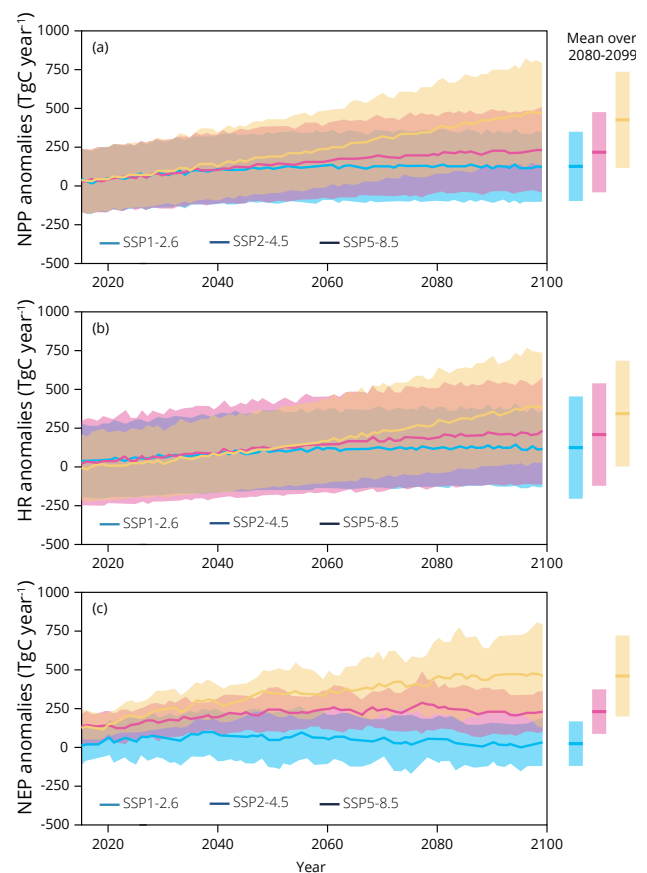 Mean over
2080-2099
NPP anomalies (TgC year⁻¹)
(a)
1000
750
500
250
0
-250
-500
SSP1-2.6 SSP2-4.5 SSP5-8.5
2020 2040 2060 2080 2100
HR anomalies (TgC year⁻¹)
(b)
1000
750
500
250
0
-250
-500
SSP1-2.6 SSP2-4.5 SSP5-8.5
2020 2040 2060 2080 2100
NEP anomalies (TgC year⁻¹)
(c)
1000
750
500
250
0
-250
-500
SSP1-2.6 SSP2-4.5 SSP5-8.5
2020 2040 2060 2080 2100
Year